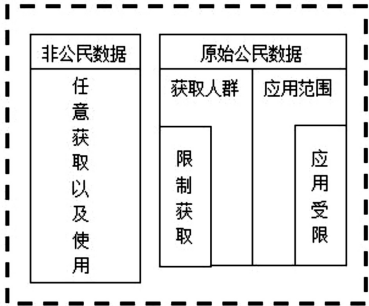 非公民数据
任意获取以及使用
原始公民数据
获取人群
应用范围
限制获取
应用受限